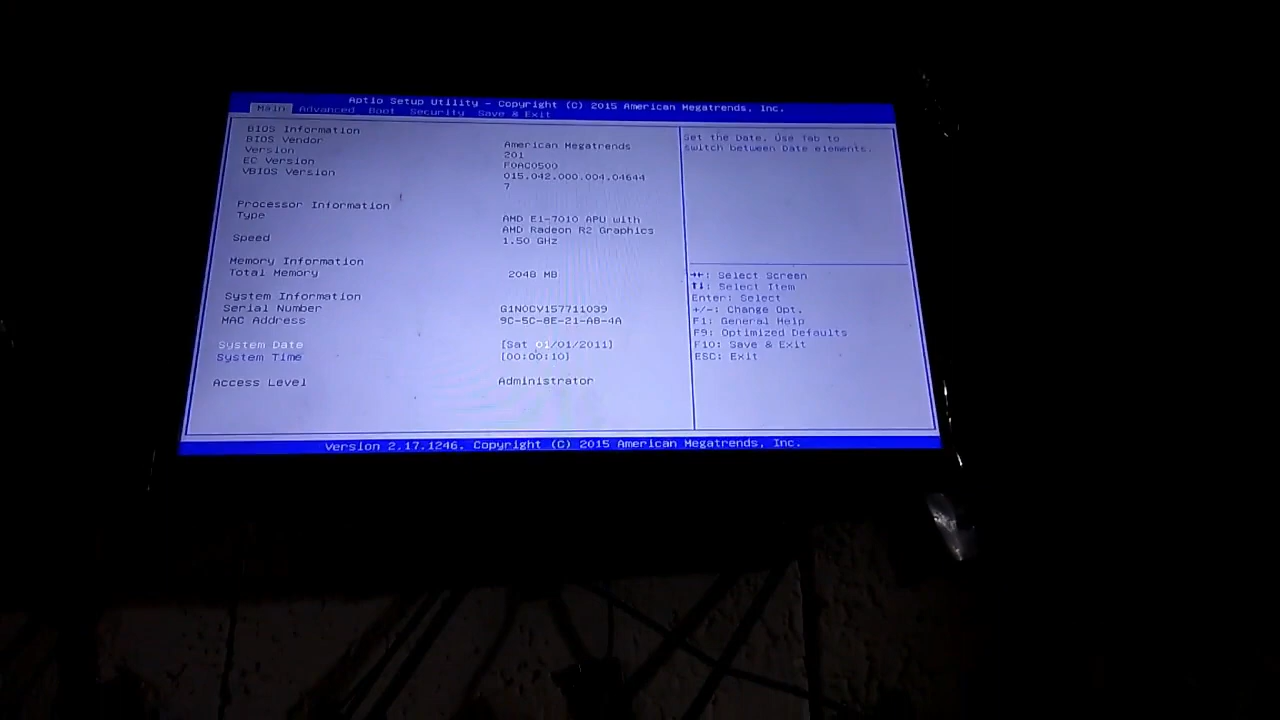 Aptio Setup Utility - Copyright (C) 2015 American Megatrends, Inc.
Main Advanced Boot Security Save & Exit
BIOS Information
BIOS Vendor American Megatrends
Version 201
EC Version F0AC0500
VBIOS Version 015.042.000.004.04644
7
Processor Information
Type AMD E1-7010 APU with
AMD Radeon R2 Graphics
Speed 1.50 GHz
Memory Information
Total Memory 2048 MB
System Information
Serial Number G1N0CV157711039
MAC Address 9C-5C-8E-21-AB-4A
System Date [Sat 01/01/2011]
System Time [00:00:10]
Access Level Administrator
Set the Date. Use Tab to
switch between Date elements.
→←: Select Screen
↑↓: Select Item
Enter: Select
+/-: Change Opt.
F1: General Help
F9: Optimized Defaults
F10: Save & Exit
ESC: Exit
Version 2.17.1246. Copyright (C) 2015 American Megatrends, Inc.